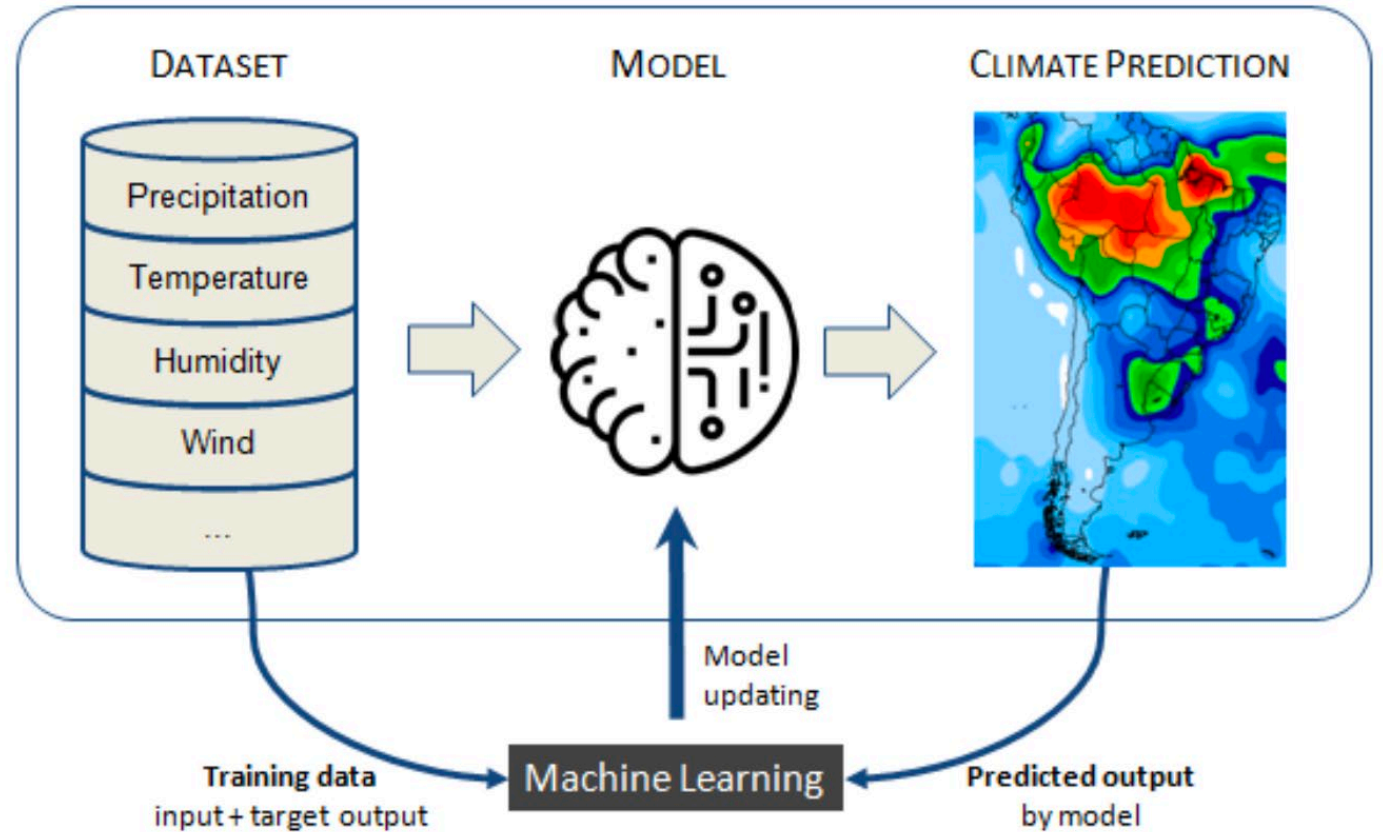 DATASET
MODEL
CLIMATE PREDICTION
Precipitation
Temperature
Humidity
Wind
...
Model
updating
Training data
input + target output
Machine Learning
Predicted output
by model